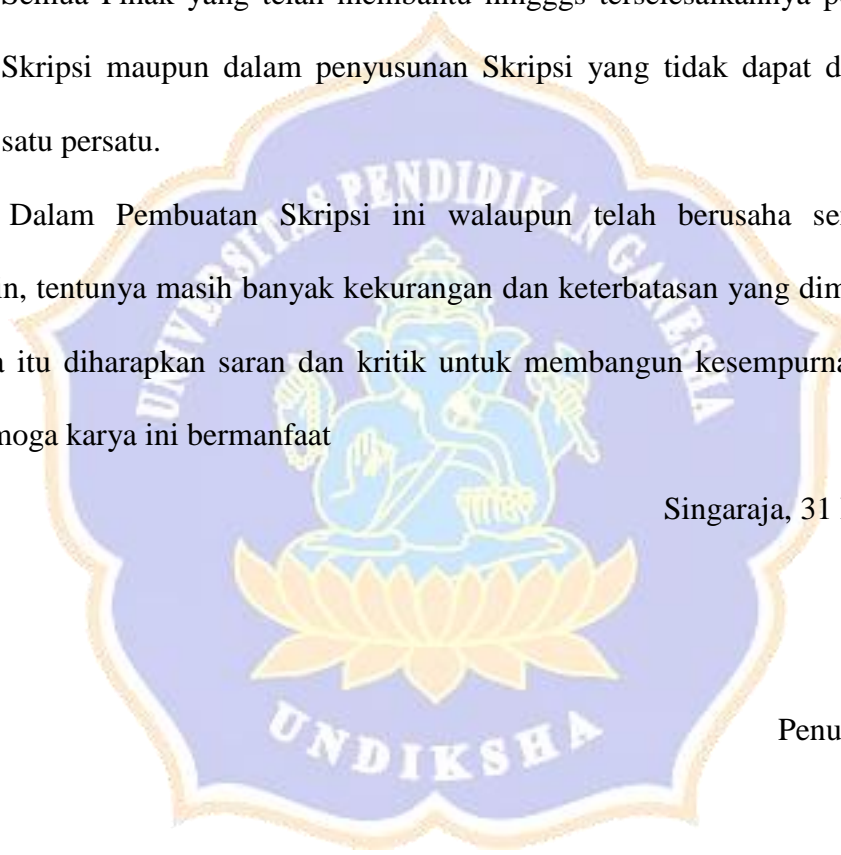 Semua Pihak yang telah membantu hingggs terselesaikannya p
Skripsi maupun dalam penyusunan Skripsi yang tidak dapat d
satu persatu.
Dalam Pembuatan Skripsi ini walaupun telah berusaha se
in, tentunya masih banyak kekurangan dan keterbatasan yang dim
a itu diharapkan saran dan kritik untuk membangun kesempurna
moga karya ini bermanfaat
Singaraja, 31
Penu
UNIVERSITAS PENDIDIKAN GANESHA
UNDIKSHA